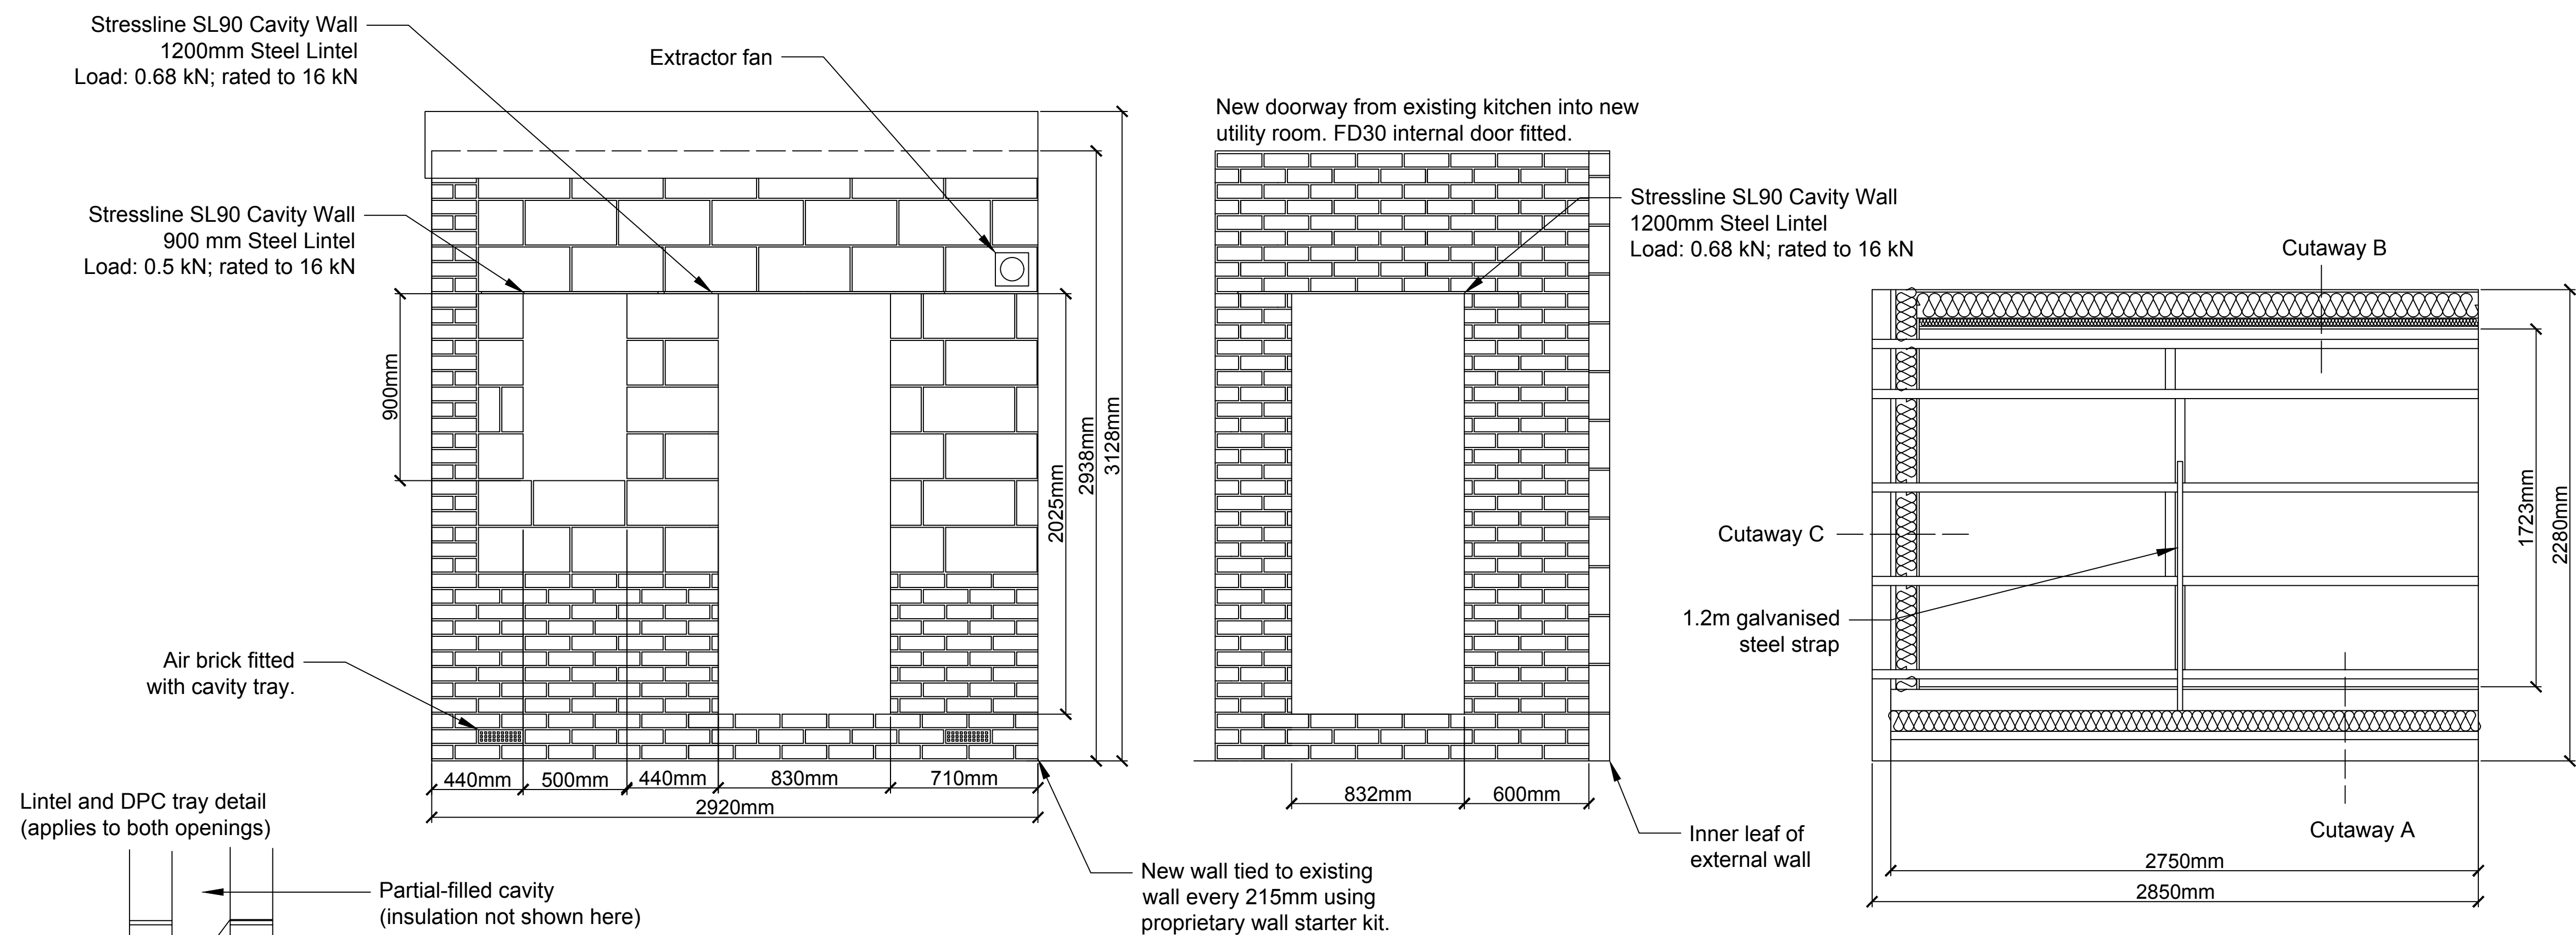 Stressline SL90 Cavity Wall
1200mm Steel Lintel
Load: 0.68 kN; rated to 16 kN
Extractor fan
Stressline SL90 Cavity Wall
900 mm Steel Lintel
Load: 0.5 kN; rated to 16 kN
900mm
2025mm
2938mm
3128mm
Air brick fitted
with cavity tray.
440mm
500mm
440mm
830mm
710mm
2920mm
Lintel and DPC tray detail
(applies to both openings)
Partial-filled cavity
(insulation not shown here)
New wall tied to existing
wall every 215mm using
proprietary wall starter kit.
New doorway from existing kitchen into new
utility room. FD30 internal door fitted.
Stressline SL90 Cavity Wall
1200mm Steel Lintel
Load: 0.68 kN; rated to 16 kN
832mm
600mm
Inner leaf of
external wall
Cutaway B
Cutaway C
1.2m galvanised
steel strap
1723mm
2280mm
Cutaway A
2750mm
2850mm